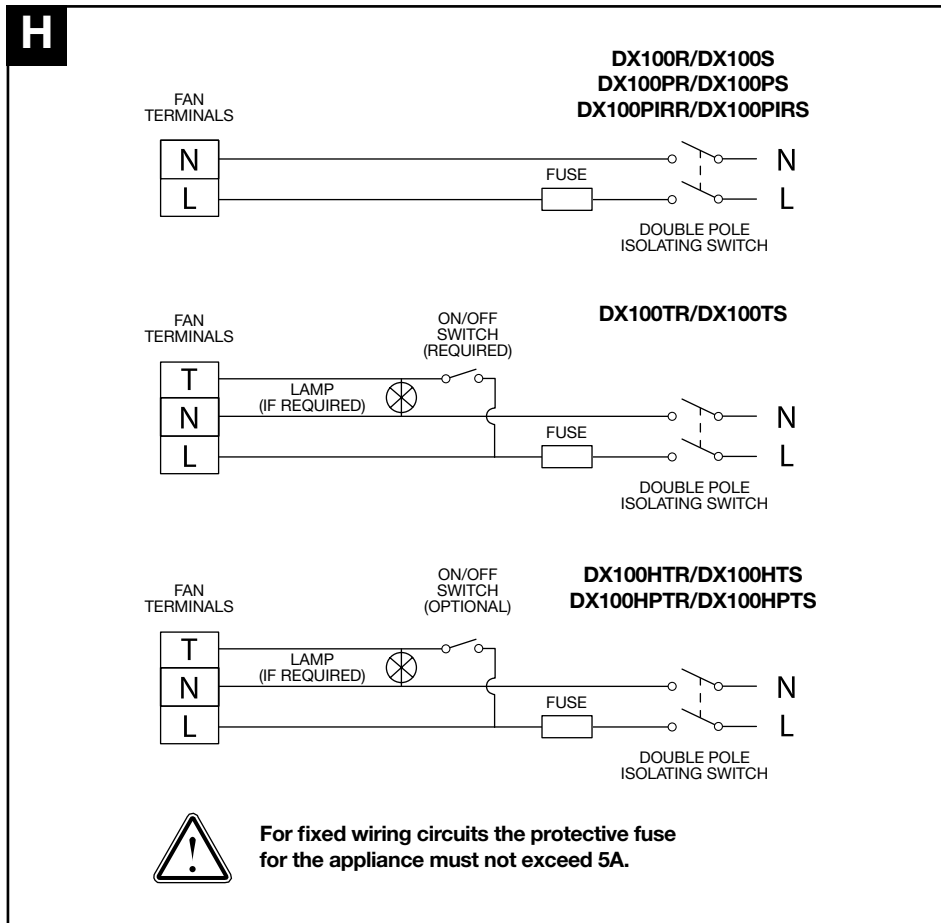 H
DX100R/DX100S
DX100PR/DX100PS
DX100PIRR/DX100PIRS
FAN
TERMINALS
N
L
FUSE
N
L
DOUBLE POLE
ISOLATING SWITCH
DX100TR/DX100TS
FAN
TERMINALS
ON/OFF
SWITCH
(REQUIRED)
T
N
L
LAMP
(IF REQUIRED)
FUSE
N
L
DOUBLE POLE
ISOLATING SWITCH
DX100HTR/DX100HTS
DX100HPTR/DX100HPTS
FAN
TERMINALS
ON/OFF
SWITCH
(OPTIONAL)
T
N
L
LAMP
(IF REQUIRED)
FUSE
N
L
DOUBLE POLE
ISOLATING SWITCH
!
For fixed wiring circuits the protective fuse
for the appliance must not exceed 5A.